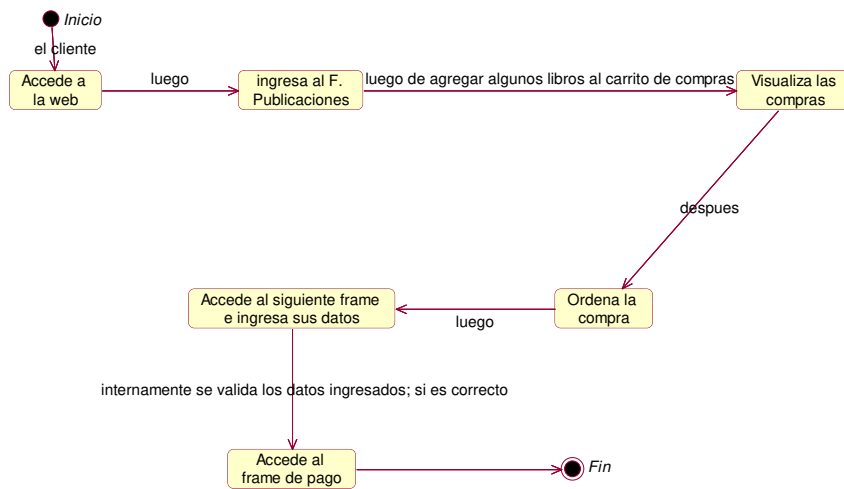 Inicio
el cliente
Accede a
la web
luego
ingresa al F.
Publicaciones
luego de agregar algunos libros al carrito de compras
Visualiza las
compras
despues
Ordena la
compra
luego
Accede al siguiente frame
e ingresa sus datos
internamente se valida los datos ingresados; si es correcto
Accede al
frame de pago
Fin